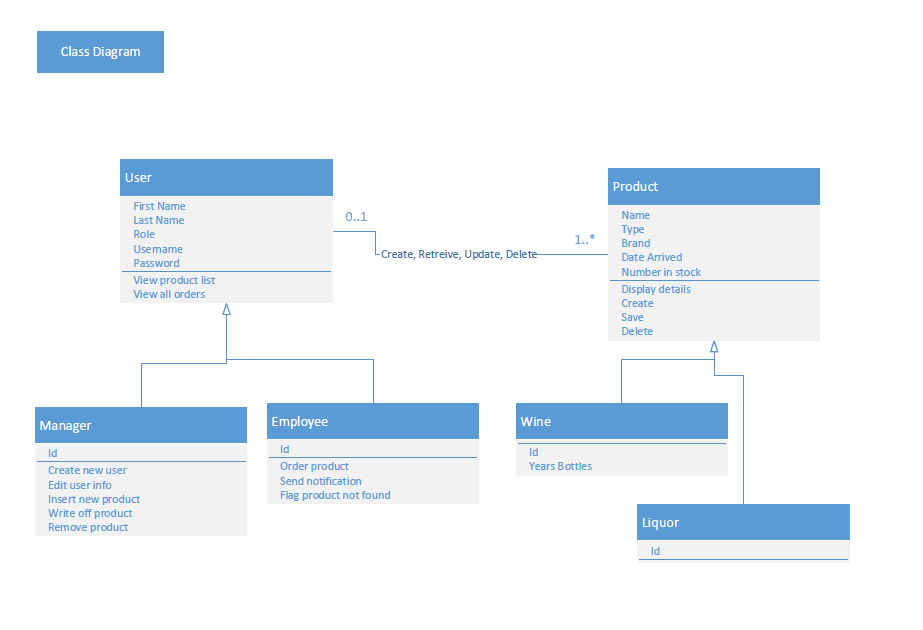 Class Diagram
User
First Name
Last Name
Role
Username
Password
View product list
View all orders
0..1
Create, Retreive, Update, Delete
1..*
Product
Name
Type
Brand
Date Arrived
Number in stock
Display details
Create
Save
Delete
Manager
Id
Create new user
Edit user info
Insert new product
Write off product
Remove product
Employee
Id
Order product
Send notification
Flag product not found
Wine
Id
Years Bottles
Liquor
Id